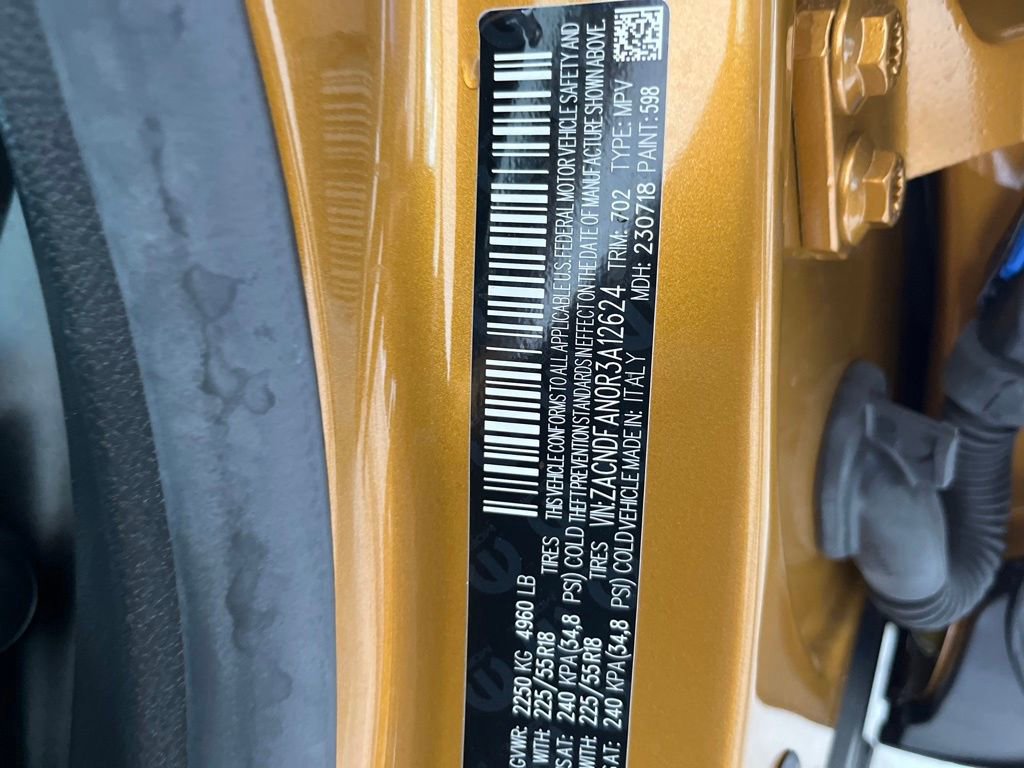 GVWR: 2250 KG 4960 LB
WITH: 225/55R18 TIRES
AT: 240 KPA(34,8 PSI) COLD
WITH: 225/55R18 TIRES
AT: 240 KPA(34,8 PSI) COLD
THIS VEHICLE CONFORMS TO ALL APPLICABLE U.S. FEDERAL MOTOR VEHICLE SAFETY AND
THEFT PREVENTION STANDARDS IN EFFECT ON THE DATE OF MANUFACTURE SHOWN ABOVE.
VIN: ZACNDFAN0R3A12624 TRIM: 702 TYPE: MPV
VEHICLE MADE IN: ITALY MDH: 230718 PAINT: 598